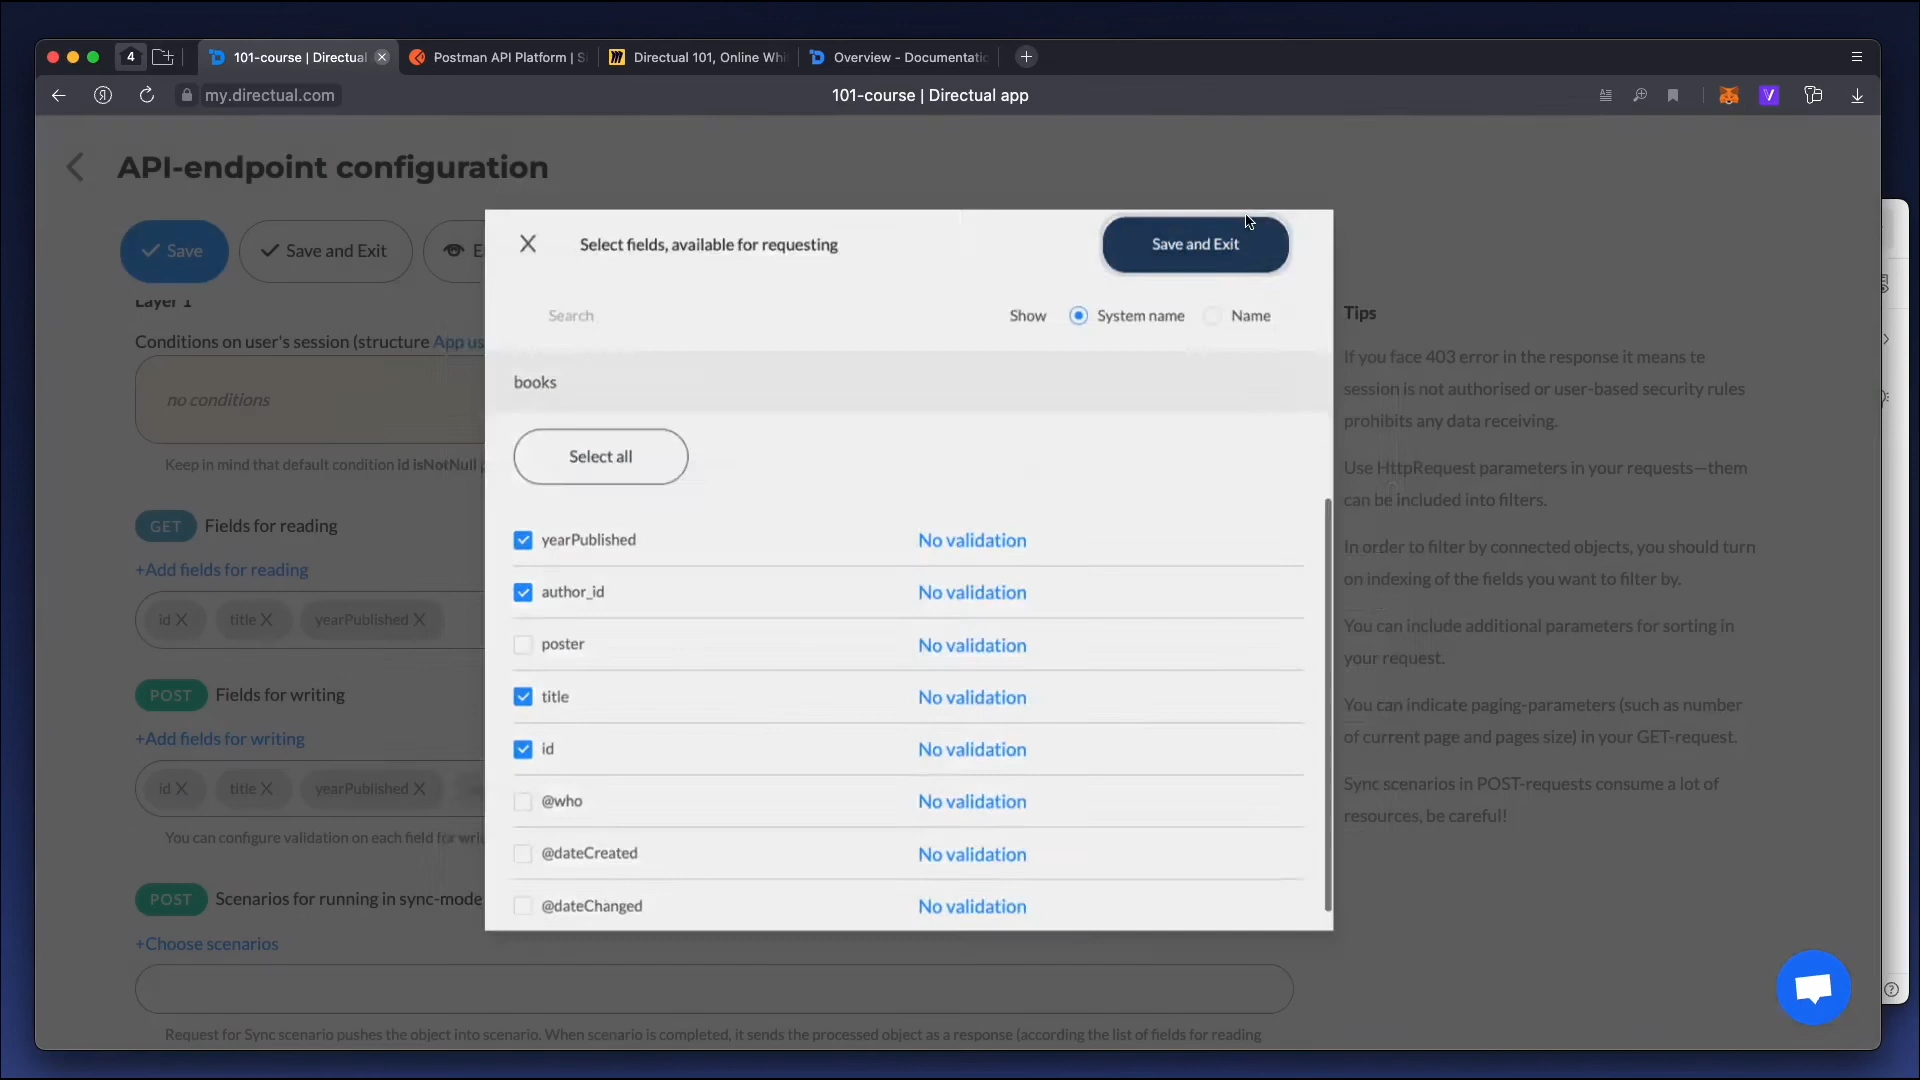 4
101-course | Directual
Postman API Platform | S
Directual 101, Online Whi
Overview - Documentatio
my.directual.com
101-course | Directual app
API-endpoint configuration
Save
Save and Exit
Select fields, available for requesting
Save and Exit
Search
Show
System name
Name
books
Select all
yearPublished
No validation
author_id
No validation
poster
No validation
title
No validation
id
No validation
@who
No validation
@dateCreated
No validation
@dateChanged
No validation
Layer 1
Conditions on user's session (structure App us
no conditions
Keep in mind that default condition id isNotNull
GET
Fields for reading
+Add fields for reading
id
title
yearPublished
POST
Fields for writing
+Add fields for writing
id
title
yearPublished
You can configure validation on each field for wri
POST
Scenarios for running in sync-mode
+Choose scenarios
Request for Sync scenario pushes the object into scenario. When scenario is completed, it sends the processed object as a response (according the list of fields for reading
Tips
If you face 403 error in the response it means te
session is not authorised or user-based security rules
prohibits any data receiving.
Use HttpRequest parameters in your requests—them
can be included into filters.
In order to filter by connected objects, you should turn
on indexing of the fields you want to filter by.
You can include additional parameters for sorting in
your request.
You can indicate paging-parameters (such as number
of current page and pages size) in your GET-request.
Sync scenarios in POST-requests consume a lot of
resources, be careful!